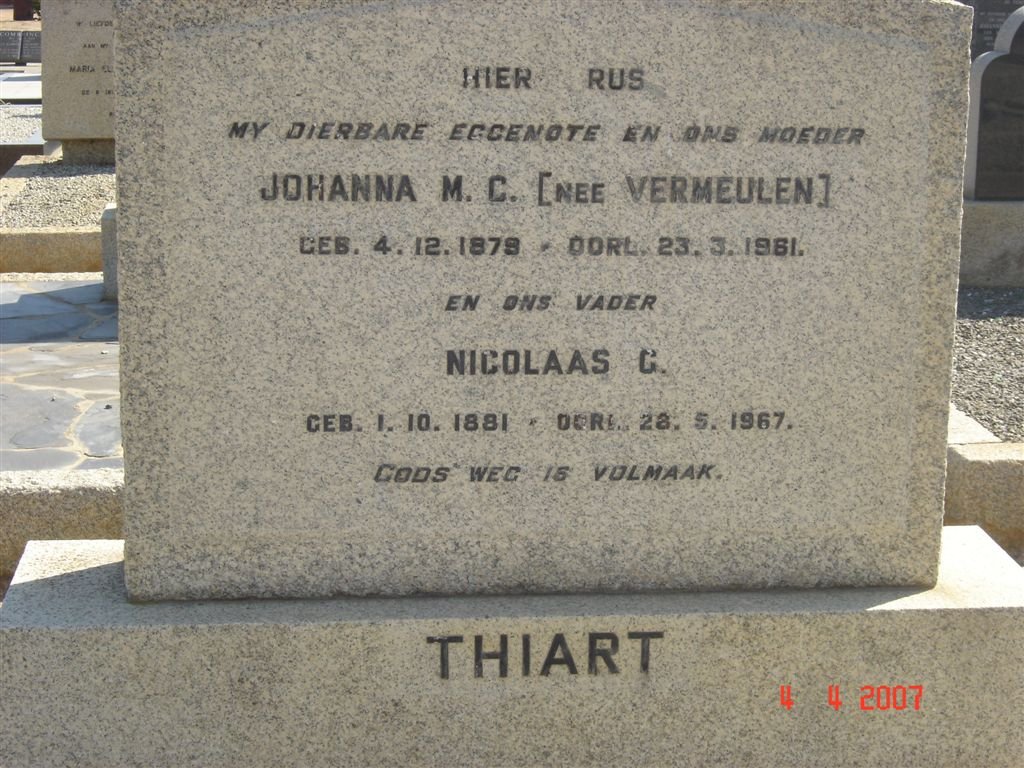 HIER RUS
MY DIERBARE EGGENOTE EN ONS MOEDER
JOHANNA M. C. [NEE VERMEULEN]
GEB. 4. 12. 1879 - OORL. 23. 3. 1961.
EN ONS VADER
NICOLAAS G.
GEB. 1. 10. 1881 - OORL. 28. 5. 1967.
GODS WEG IS VOLMAAK.
THIART
4 4 2007
MARIA